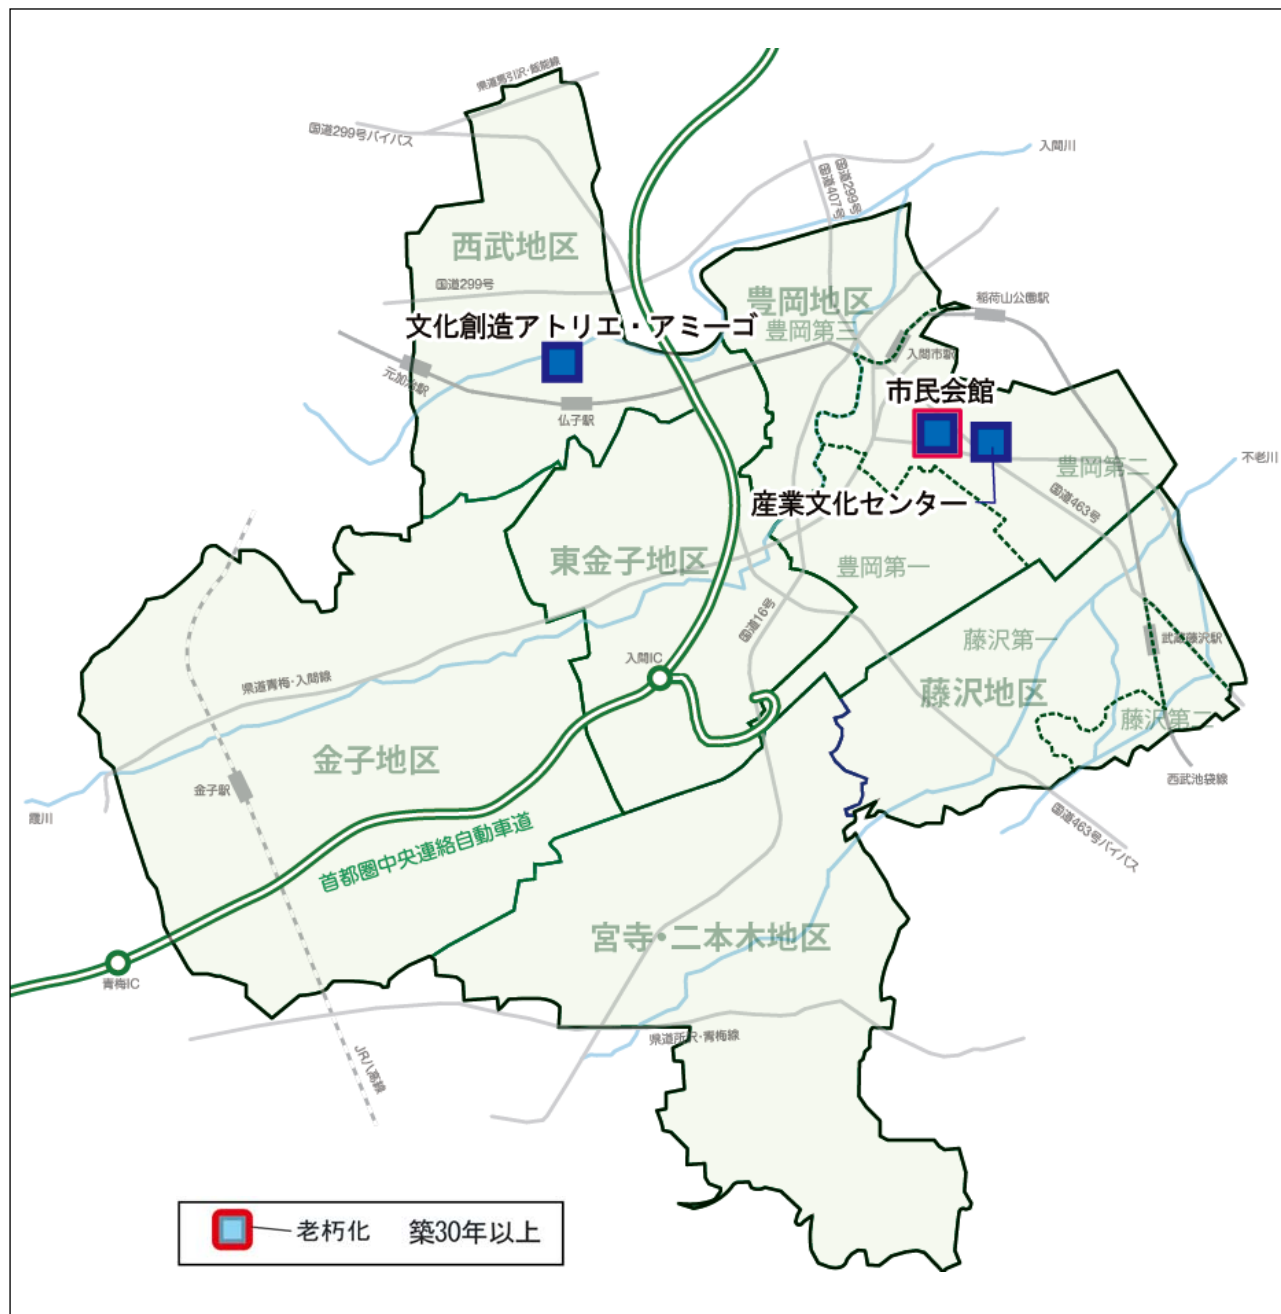 県道馬引沢・飯能線
国道299号バイパス
入間川
国道299号
国道407号
西武地区
国道299号
豊岡地区
豊岡第三
稲荷山公園駅
文化創造アトリエ・アミーゴ
入間市駅
元加治駅
市民会館
仏子駅
不老川
豊岡第二
国道463号
産業文化センター
東金子地区
豊岡第一
国道16号
藤沢第一
武蔵藤沢駅
入間IC
県道青梅・入間線
藤沢地区
藤沢第二
金子地区
西武池袋線
金子駅
霞川
国道463号バイパス
首都圏中央連絡自動車道
宮寺・二本木地区
青梅IC
県道所沢・青梅線
JR八高線
老朽化 築30年以上